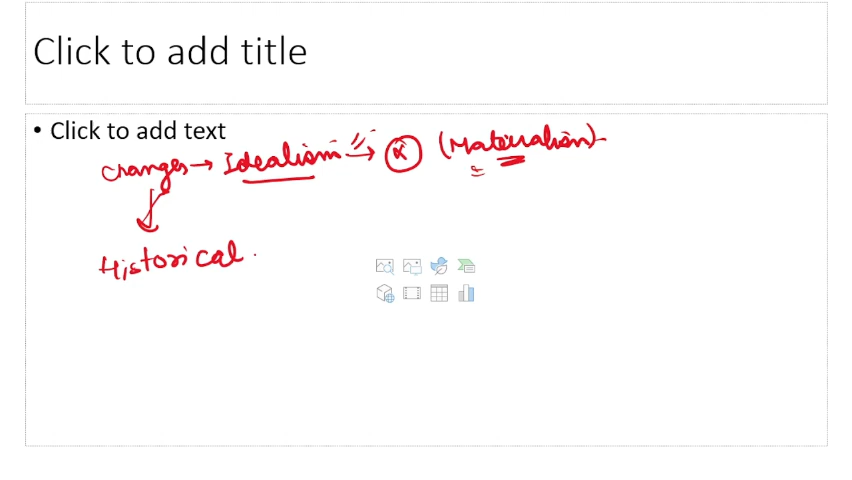 Click to add title
• Click to add text
changes → Idealism → K (Materialism)
Historical.